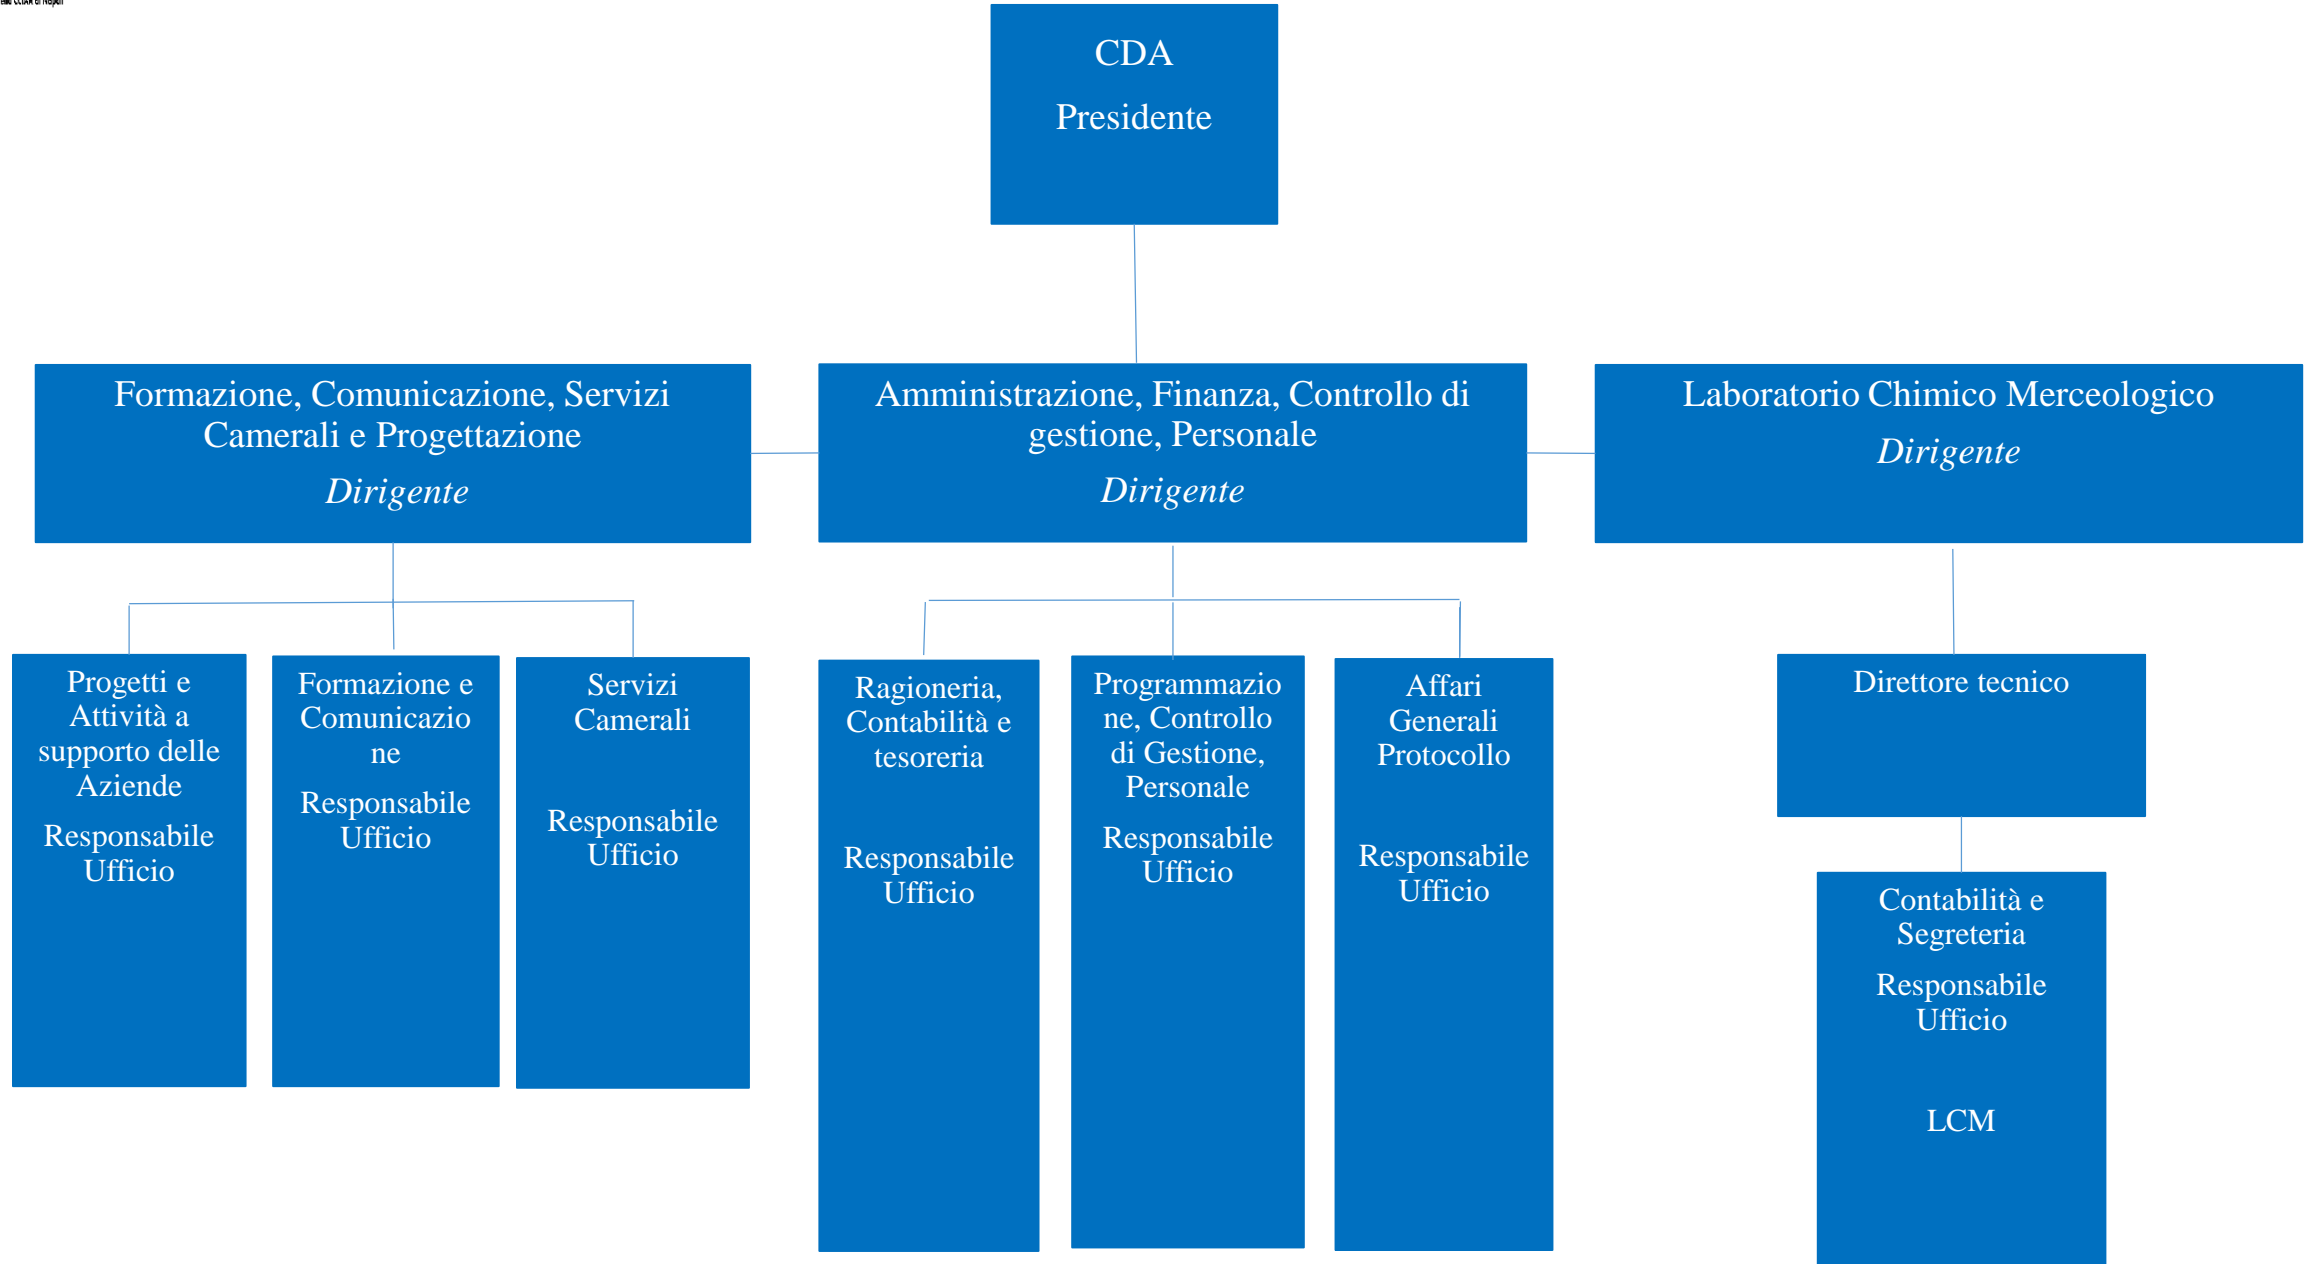 CDA
Presidente
Formazione, Comunicazione, Servizi
Camerali e Progettazione
Dirigente
Amministrazione, Finanza, Controllo di
gestione, Personale
Dirigente
Laboratorio Chimico Merceologico
Dirigente
Progetti e
Attività a
supporto delle
Aziende
Responsabile
Ufficio
Formazione e
Comunicazio
ne
Responsabile
Ufficio
Servizi
Camerali
Responsabile
Ufficio
Ragioneria,
Contabilità e
tesoreria
Responsabile
Ufficio
Programmazio
ne, Controllo
di Gestione,
Personale
Responsabile
Ufficio
Affari
Generali
Protocollo
Responsabile
Ufficio
Direttore tecnico
Contabilità e
Segreteria
Responsabile
Ufficio
LCM